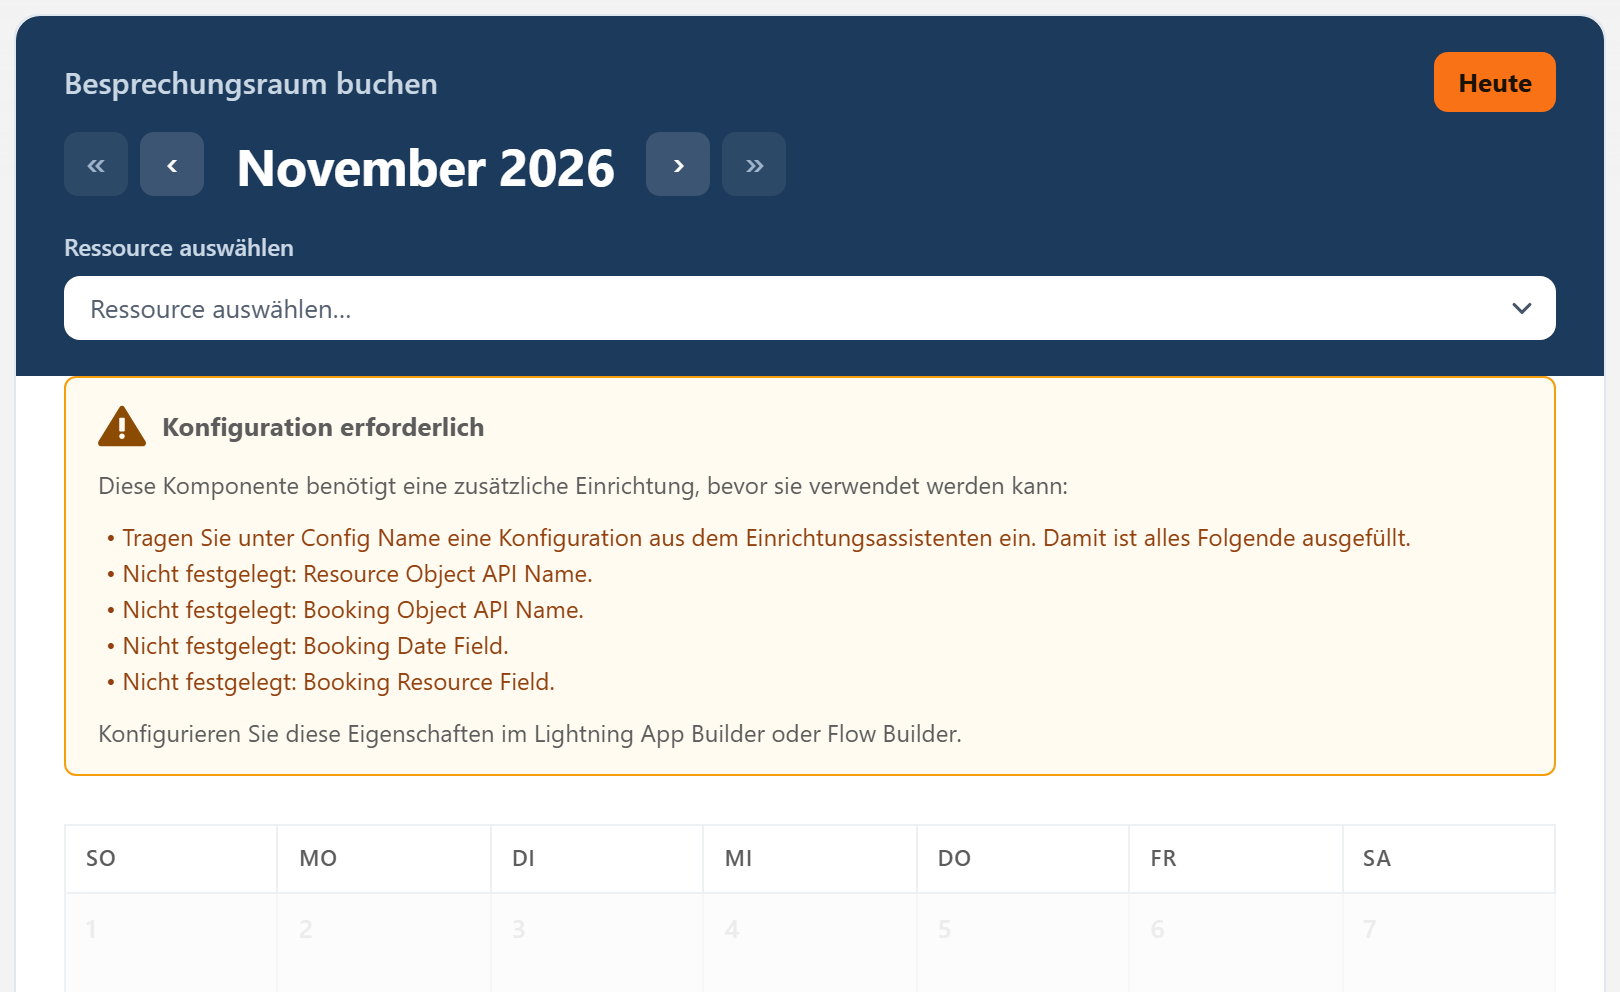 Besprechungsraum buchen
Heute
« ‹ November 2026 › »
Ressource auswählen
Ressource auswählen...
Konfiguration erforderlich
Diese Komponente benötigt eine zusätzliche Einrichtung, bevor sie verwendet werden kann:
• Tragen Sie unter Config Name eine Konfiguration aus dem Einrichtungsassistenten ein. Damit ist alles Folgende ausgefüllt.
• Nicht festgelegt: Resource Object API Name.
• Nicht festgelegt: Booking Object API Name.
• Nicht festgelegt: Booking Date Field.
• Nicht festgelegt: Booking Resource Field.
Konfigurieren Sie diese Eigenschaften im Lightning App Builder oder Flow Builder.
SO MO DI MI DO FR SA
1 2 3 4 5 6 7